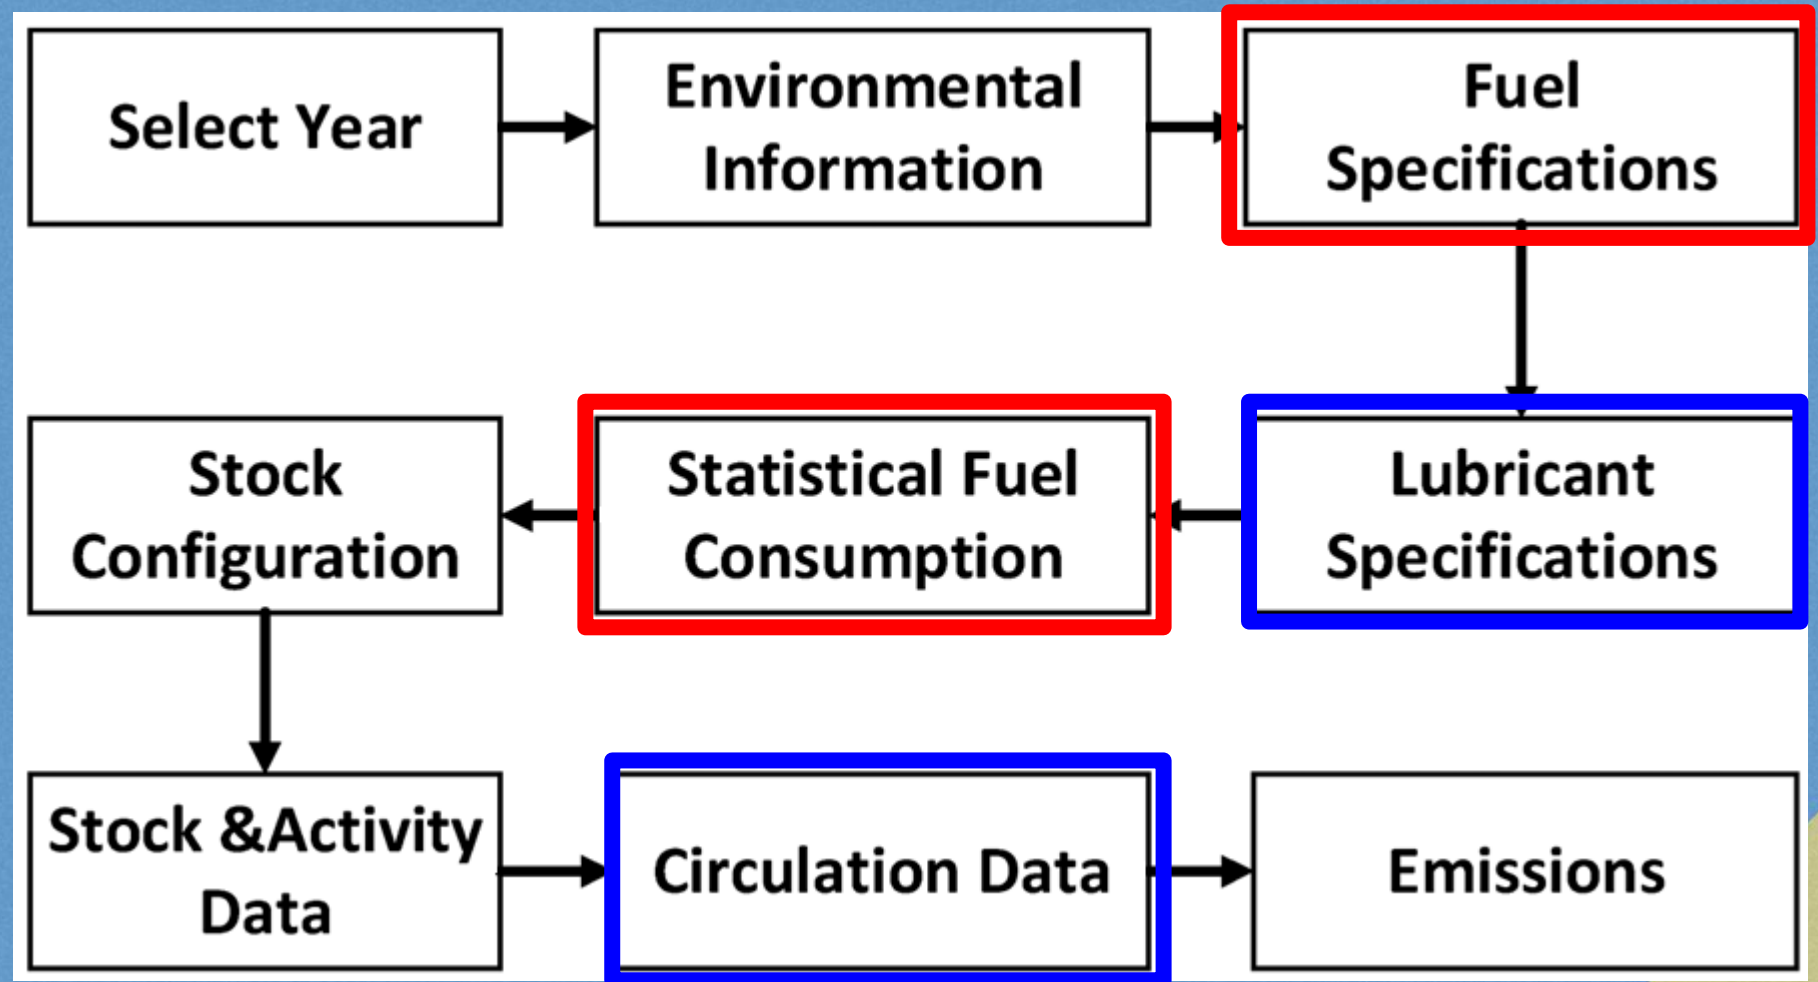 Select Year
Environmental
Information
Fuel
Specifications
Lubricant
Specifications
Statistical Fuel
Consumption
Stock
Configuration
Stock &Activity
Data
Circulation Data
Emissions